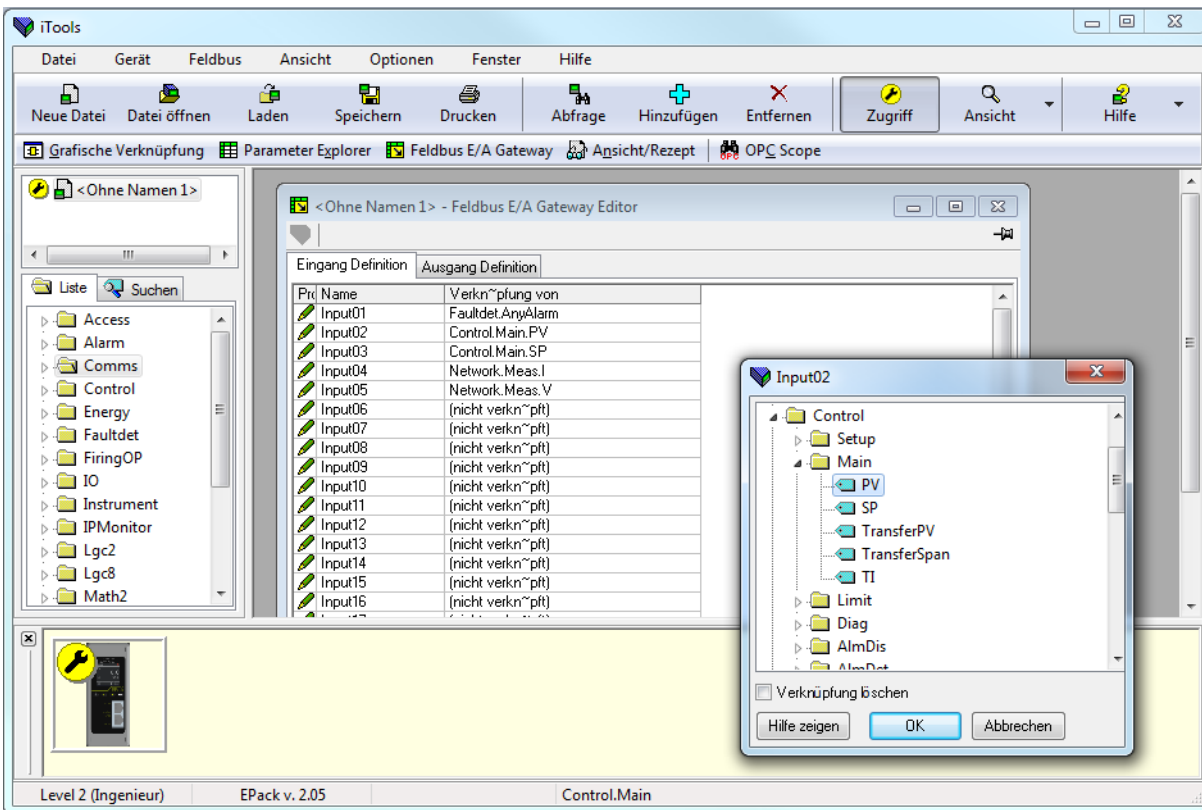 iTools
Datei Gerät Feldbus Ansicht Optionen Fenster Hilfe
Neue Datei Datei öffnen Laden Speichern Drucken Abfrage Hinzufügen Entfernen Zugriff Ansicht Hilfe
Grafische Verknüpfung Parameter Explorer Feldbus E/A Gateway Ansicht/Rezept OPC Scope
<Ohne Namen 1>
Liste Suchen
Access
Alarm
Comms
Control
Energy
Faultdet
FiringOP
IO
Instrument
IPMonitor
Lgc2
Lgc8
Math2
<Ohne Namen 1> - Feldbus E/A Gateway Editor
Eingang Definition Ausgang Definition
Pro Name Verkn~pfung von
Input01 Faultdet.AnyAlarm
Input02 Control.Main.PV
Input03 Control.Main.SP
Input04 Network.Meas.I
Input05 Network.Meas.V
Input06 (nicht verkn~pft)
Input07 (nicht verkn~pft)
Input08 (nicht verkn~pft)
Input09 (nicht verkn~pft)
Input10 (nicht verkn~pft)
Input11 (nicht verkn~pft)
Input12 (nicht verkn~pft)
Input13 (nicht verkn~pft)
Input14 (nicht verkn~pft)
Input15 (nicht verkn~pft)
Input16 (nicht verkn~pft)
Input02
Control
Setup
Main
PV
SP
TransferPV
TransferSpan
TI
Limit
Diag
AlmDis
AlmDet
Verknüpfung löschen
Hilfe zeigen OK Abbrechen
Level 2 (Ingenieur) EPack v. 2.05 Control.Main